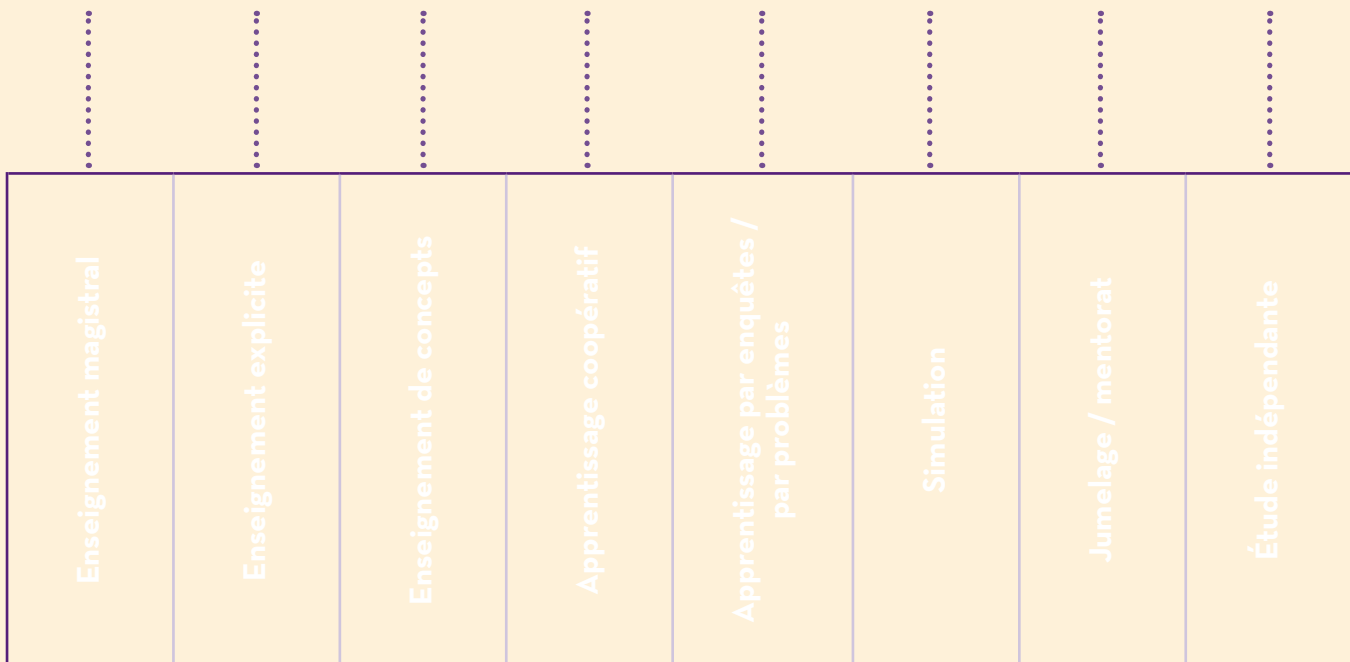 Enseignement magistral
Enseignement explicite
Enseignement de concepts
Apprentissage coopératif
Apprentissage par enquêtes /
par problèmes
Simulation
Jumelage / mentorat
Étude indépendante